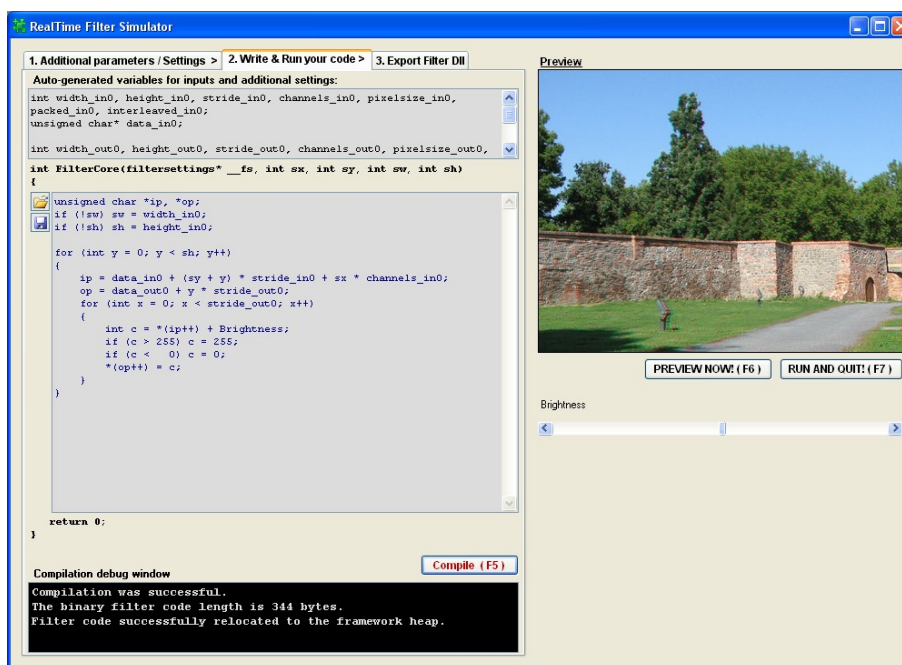 RealTime Filter Simulator
1. Additional parameters / Settings >
2. Write & Run your code >
3. Export Filter Dll
Auto-generated variables for inputs and additional settings:
int width_in0, height_in0, stride_in0, channels_in0, pixelsize_in0,
packed_in0, interleaved_in0;
unsigned char* data_in0;
int width_out0, height_out0, stride_out0, channels_out0, pixelsize_out0,
int FilterCore(filtersettings* __fs, int sx, int sy, int sw, int sh)
{
unsigned char *ip, *op;
if (!sw) sw = width_in0;
if (!sh) sh = height_in0;
for (int y = 0; y < sh; y++)
{
ip = data_in0 + (sy + y) * stride_in0 + sx * channels_in0;
op = data_out0 + y * stride_out0;
for (int x = 0; x < stride_out0; x++)
{
int c = *(ip++) + Brightness;
if (c > 255) c = 255;
if (c <   0) c = 0;
*(op++) = c;
}
}
return 0;
}
Compile (F5)
Compilation debug window
Compilation was successful.
The binary filter code length is 344 bytes.
Filter code successfully relocated to the framework heap.
Preview
PREVIEW NOW! ( F6 )
RUN AND QUIT! ( F7 )
Brightness